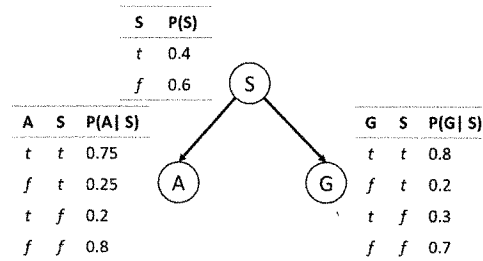 S P(S)
t 0.4
f 0.6
S
A S P(A| S)
t t 0.75
f t 0.25
t f 0.2
f f 0.8
A
G
G S P(G| S)
t t 0.8
f t 0.2
t f 0.3
f f 0.7